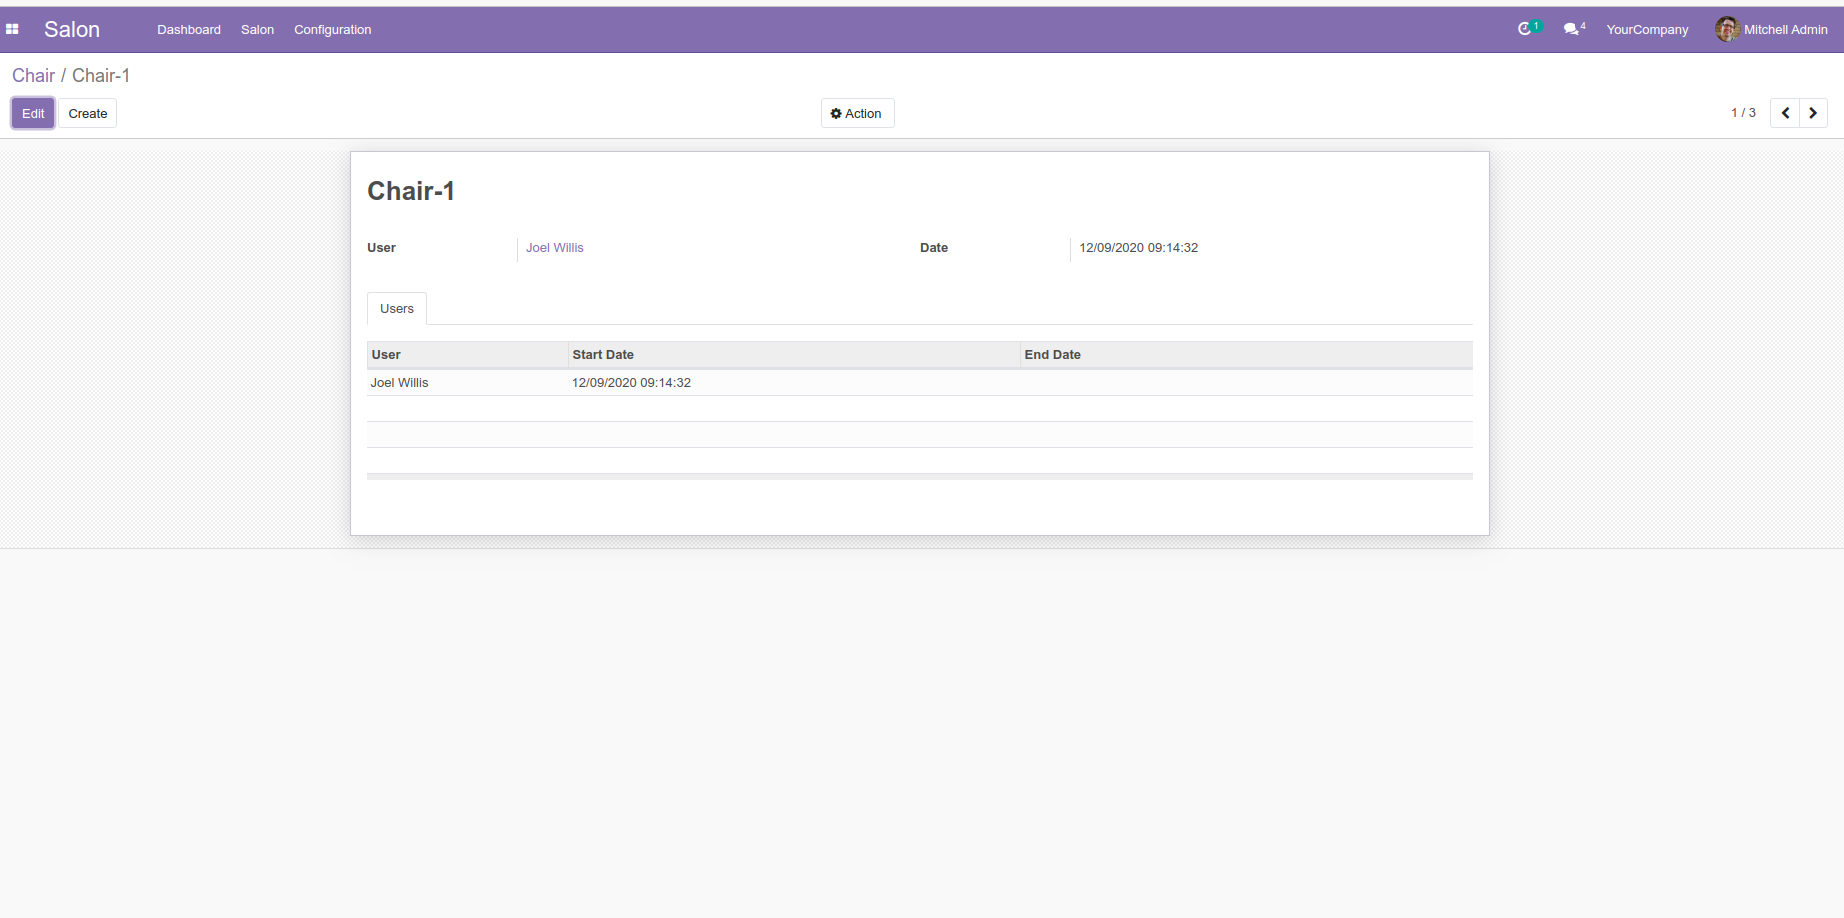 Salon Dashboard Salon Configuration 1 4 YourCompany Mitchell Admin
Chair / Chair-1
Edit Create Action 1 / 3
Chair-1
User Joel Willis Date 12/09/2020 09:14:32
Users
User Start Date End Date
Joel Willis 12/09/2020 09:14:32